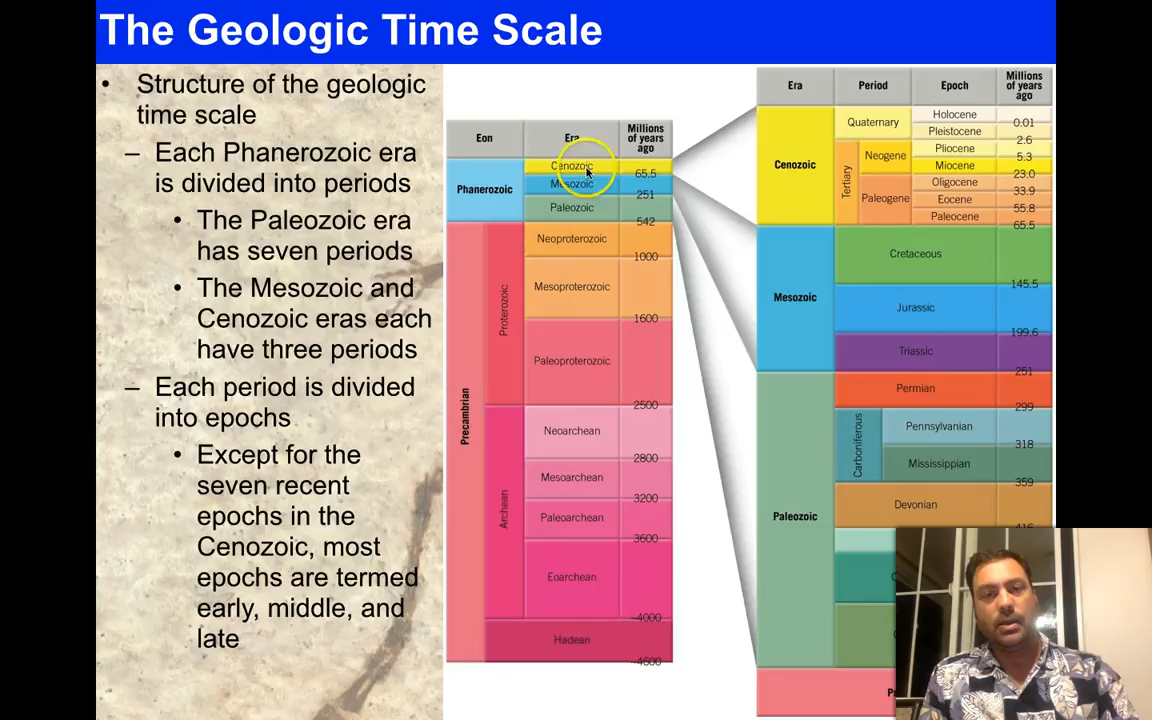 The Geologic Time Scale
• Structure of the geologic
time scale
– Each Phanerozoic era
is divided into periods
• The Paleozoic era
has seven periods
• The Mesozoic and
Cenozoic eras each
have three periods
– Each period is divided
into epochs
• Except for the
seven recent
epochs in the
Cenozoic, most
epochs are termed
early, middle, and
late
Eon
Era
Millions
of years
ago
Phanerozoic
Cenozoic
65.5
Mesozoic
251
Paleozoic
542
Precambrian
Proterozoic
Neoproterozoic
1000
Mesoproterozoic
1600
Paleoproterozoic
2500
Archean
Neoarchean
2800
Mesoarchean
3200
Paleoarchean
3600
Eoarchean
~4000
Hadean
~4600
Era
Period
Epoch
Millions
of years
ago
Cenozoic
Quaternary
Holocene
0.01
Pleistocene
2.6
Tertiary
Neogene
Pliocene
5.3
Miocene
23.0
Paleogene
Oligocene
33.9
Eocene
55.8
Paleocene
65.5
Mesozoic
Cretaceous
145.5
Jurassic
199.6
Triassic
251
Paleozoic
Permian
299
Carboniferous
Pennsylvanian
318
Mississippian
359
Devonian
416